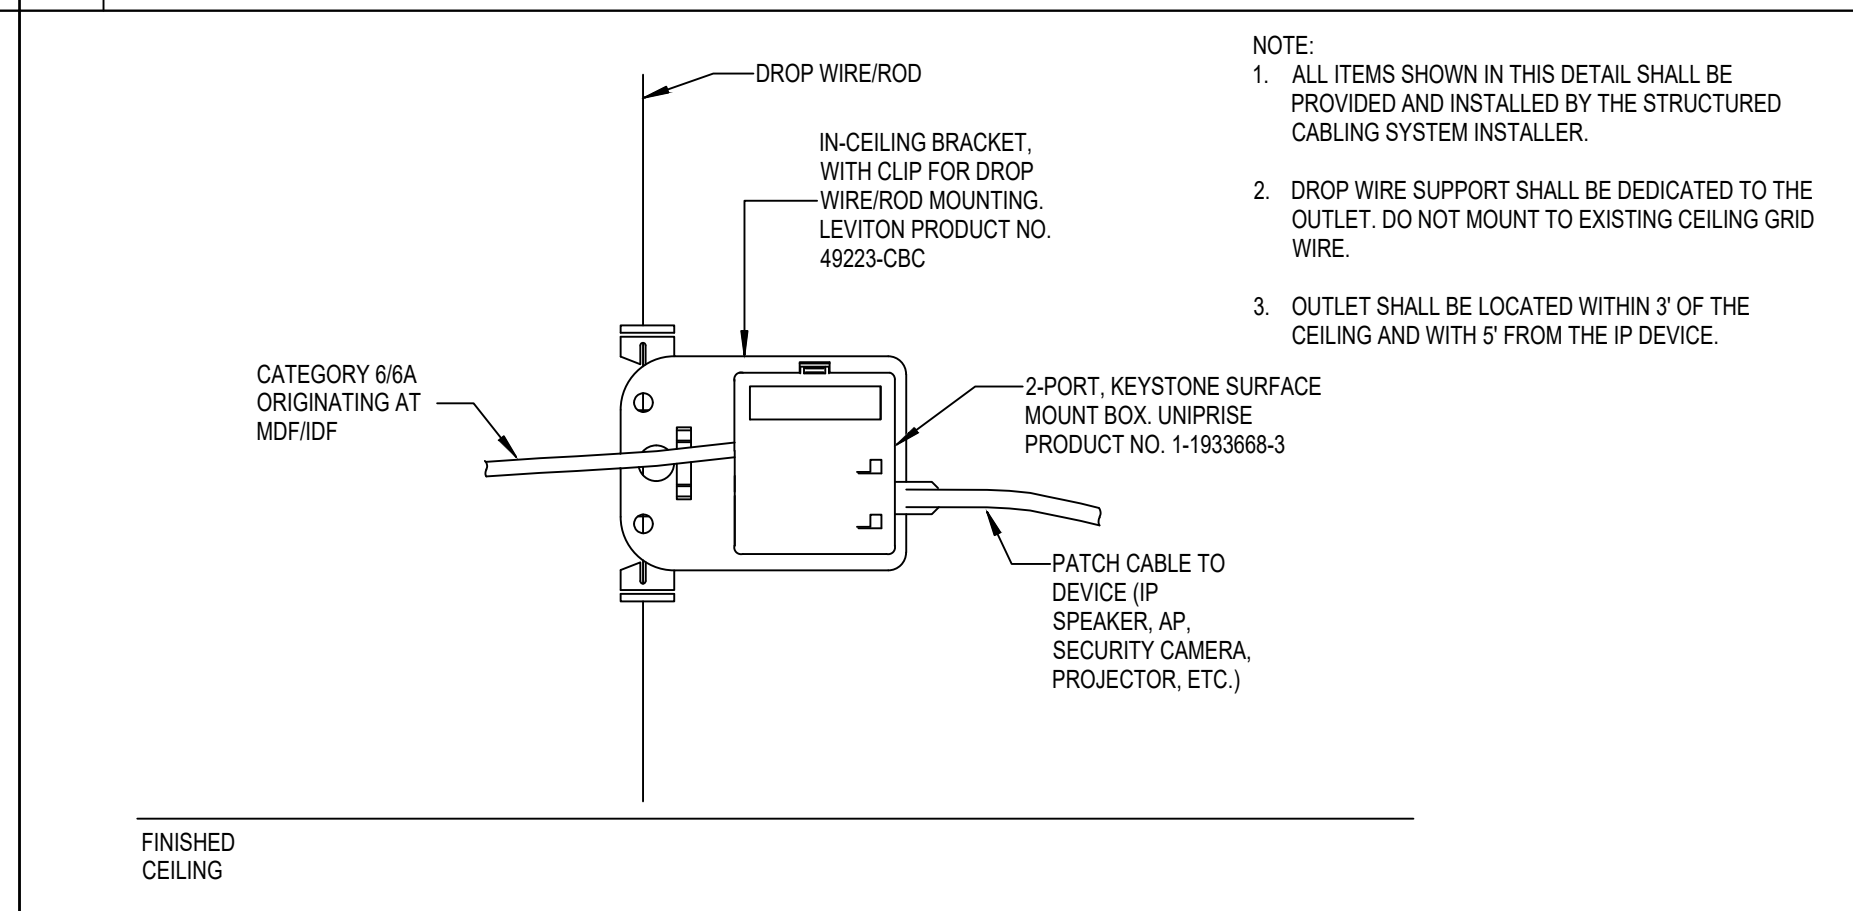 DROP WIRE/ROD
IN-CEILING BRACKET,
WITH CLIP FOR DROP
WIRE/ROD MOUNTING.
LEVITON PRODUCT NO.
49223-CBC
CATEGORY 6/6A
ORIGINATING AT
MDF/IDF
2-PORT, KEYSTONE SURFACE
MOUNT BOX. UNIPRISE
PRODUCT NO. 1-1933668-3
PATCH CABLE TO
DEVICE (IP
SPEAKER, AP,
SECURITY CAMERA,
PROJECTOR, ETC.)
FINISHED
CEILING
NOTE:
1. ALL ITEMS SHOWN IN THIS DETAIL SHALL BE
PROVIDED AND INSTALLED BY THE STRUCTURED
CABLING SYSTEM INSTALLER.
2. DROP WIRE SUPPORT SHALL BE DEDICATED TO THE
OUTLET. DO NOT MOUNT TO EXISTING CEILING GRID
WIRE.
3. OUTLET SHALL BE LOCATED WITHIN 3' OF THE
CEILING AND WITH 5' FROM THE IP DEVICE.